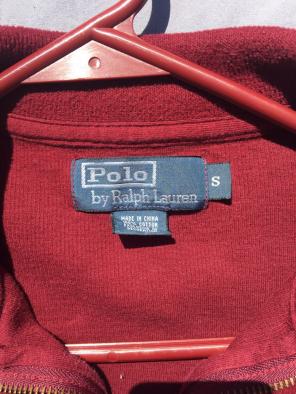 Polo
by Ralph Lauren
S
MADE IN CHINA
100% COTTON